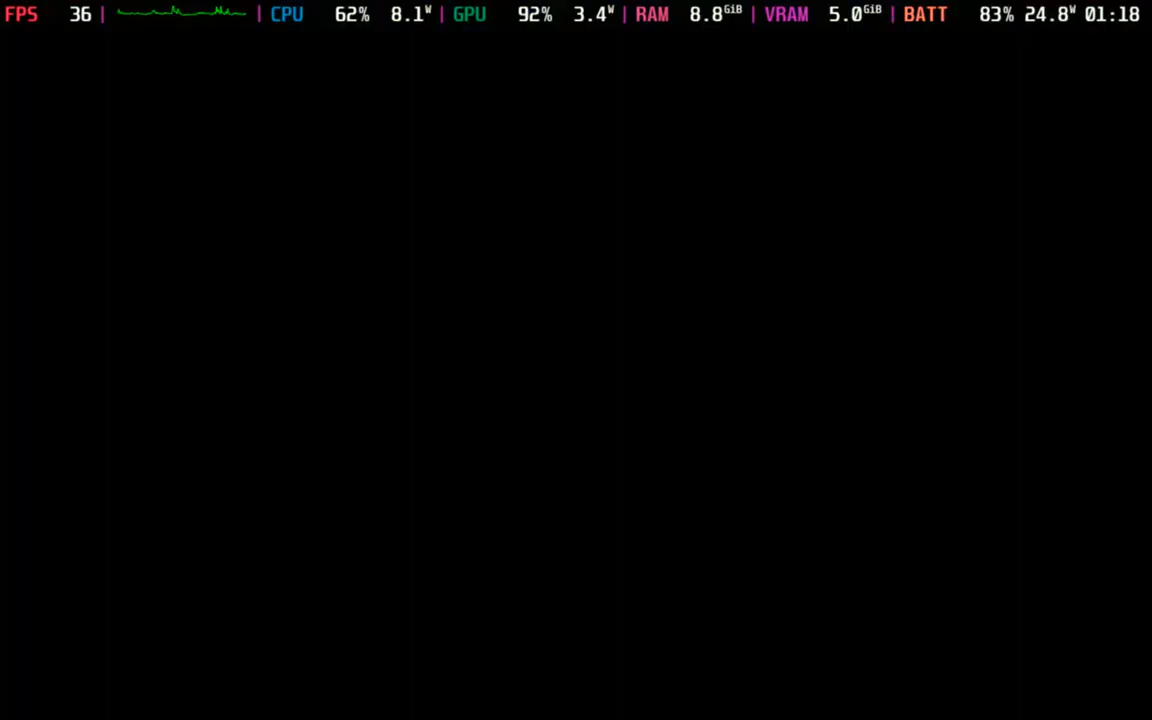 FPS 36 | | CPU 62% 8.1W | GPU 92% 3.4W | RAM 8.8GiB | VRAM 5.0GiB | BATT 83% 24.8W 01:18